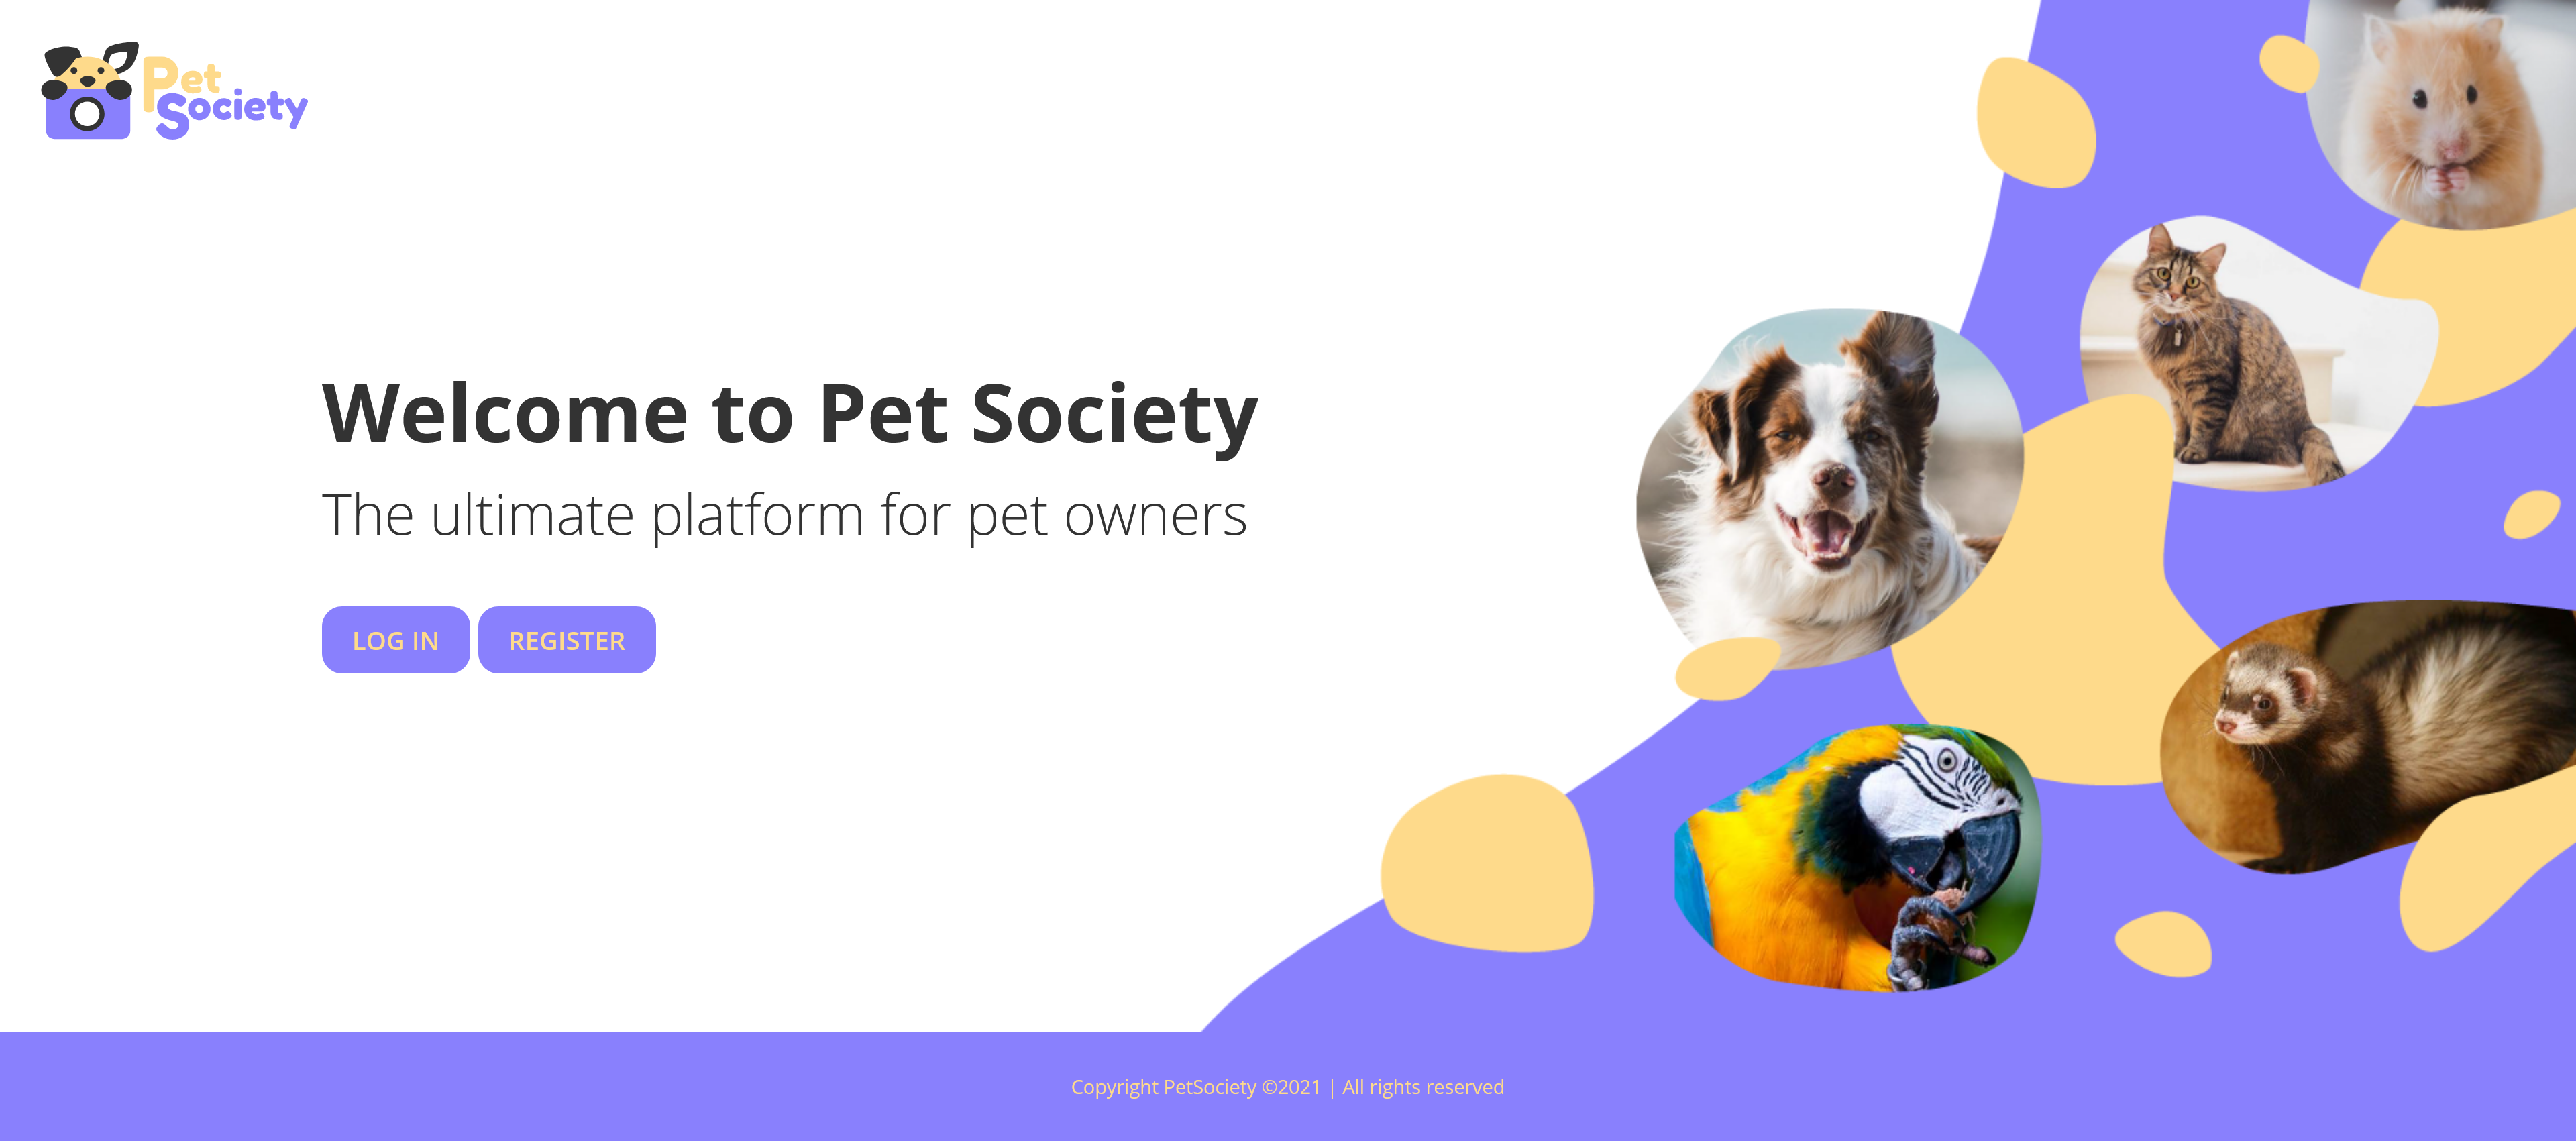 Pet
Society
Welcome to Pet Society
The ultimate platform for pet owners
LOG IN
REGISTER
Copyright PetSociety ©2021 | All rights reserved